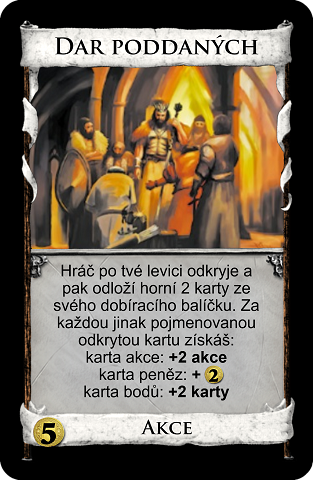 Dar poddaných
Hráč po tvé levici odkryje a
pak odloží horní 2 karty ze
svého dobíracího balíčku. Za
každou jinak pojmenovanou
odkrytou kartu získáš:
karta akce: +2 akce
karta peněz: + 2
karta bodů: +2 karty
5
Akce